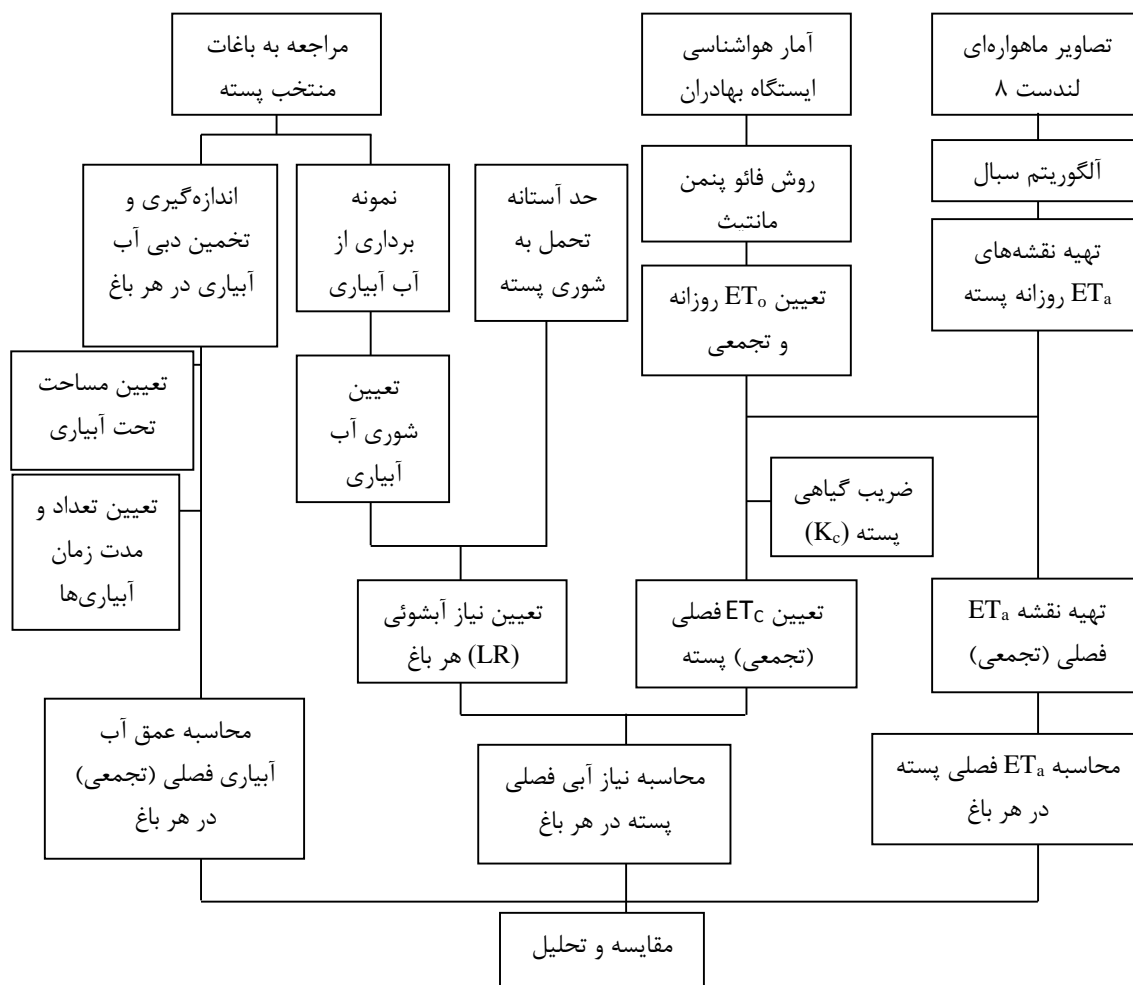 تصاویر ماهواره‌ای
لندست ۸
آمار هواشناسی
ایستگاه بهادران
مراجعه به باغات
منتخب پسته
آلگوریتم سبال
روش فائو پنمن
مانتیث
حد آستانه
تحمل به
شوری پسته
نمونه
برداری از
آب آبیاری
اندازه‌گیری و
تخمین دبی آب
آبیاری در هر باغ
تهیه نقشه‌های
ETa روزانه پسته
تعیین ETo روزانه
و تجمعی
تعیین
شوری آب
آبیاری
تعیین مساحت
تحت آبیاری
ضریب گیاهی
پسته (Kc)
تعیین تعداد و
مدت زمان
آبیاری‌ها
تهیه نقشه ETa
فصلی (تجمعی)
تعیین ETC فصلی
(تجمعی) پسته
تعیین نیاز آبشوئی
(LR) هر باغ
محاسبه ETa فصلی پسته
در هر باغ
محاسبه نیاز آبی فصلی
پسته در هر باغ
محاسبه عمق آب
آبیاری فصلی (تجمعی)
در هر باغ
مقایسه و تحلیل